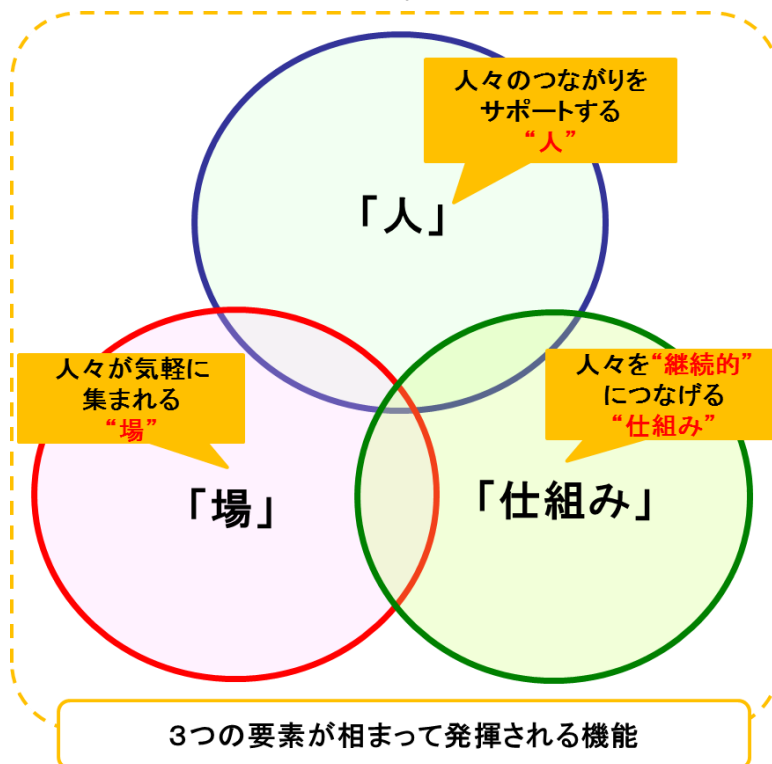 人々のつながりを
サポートする
“人”
「人」
人々が気軽に
集まれる
“場”
「場」
人々を“継続的”
につなげる
“仕組み”
「仕組み」
3つの要素が相まって発揮される機能